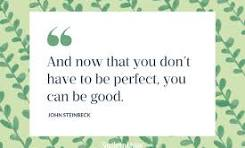 “
And now that you don’t
have to be perfect, you
can be good.
JOHN STEINBECK